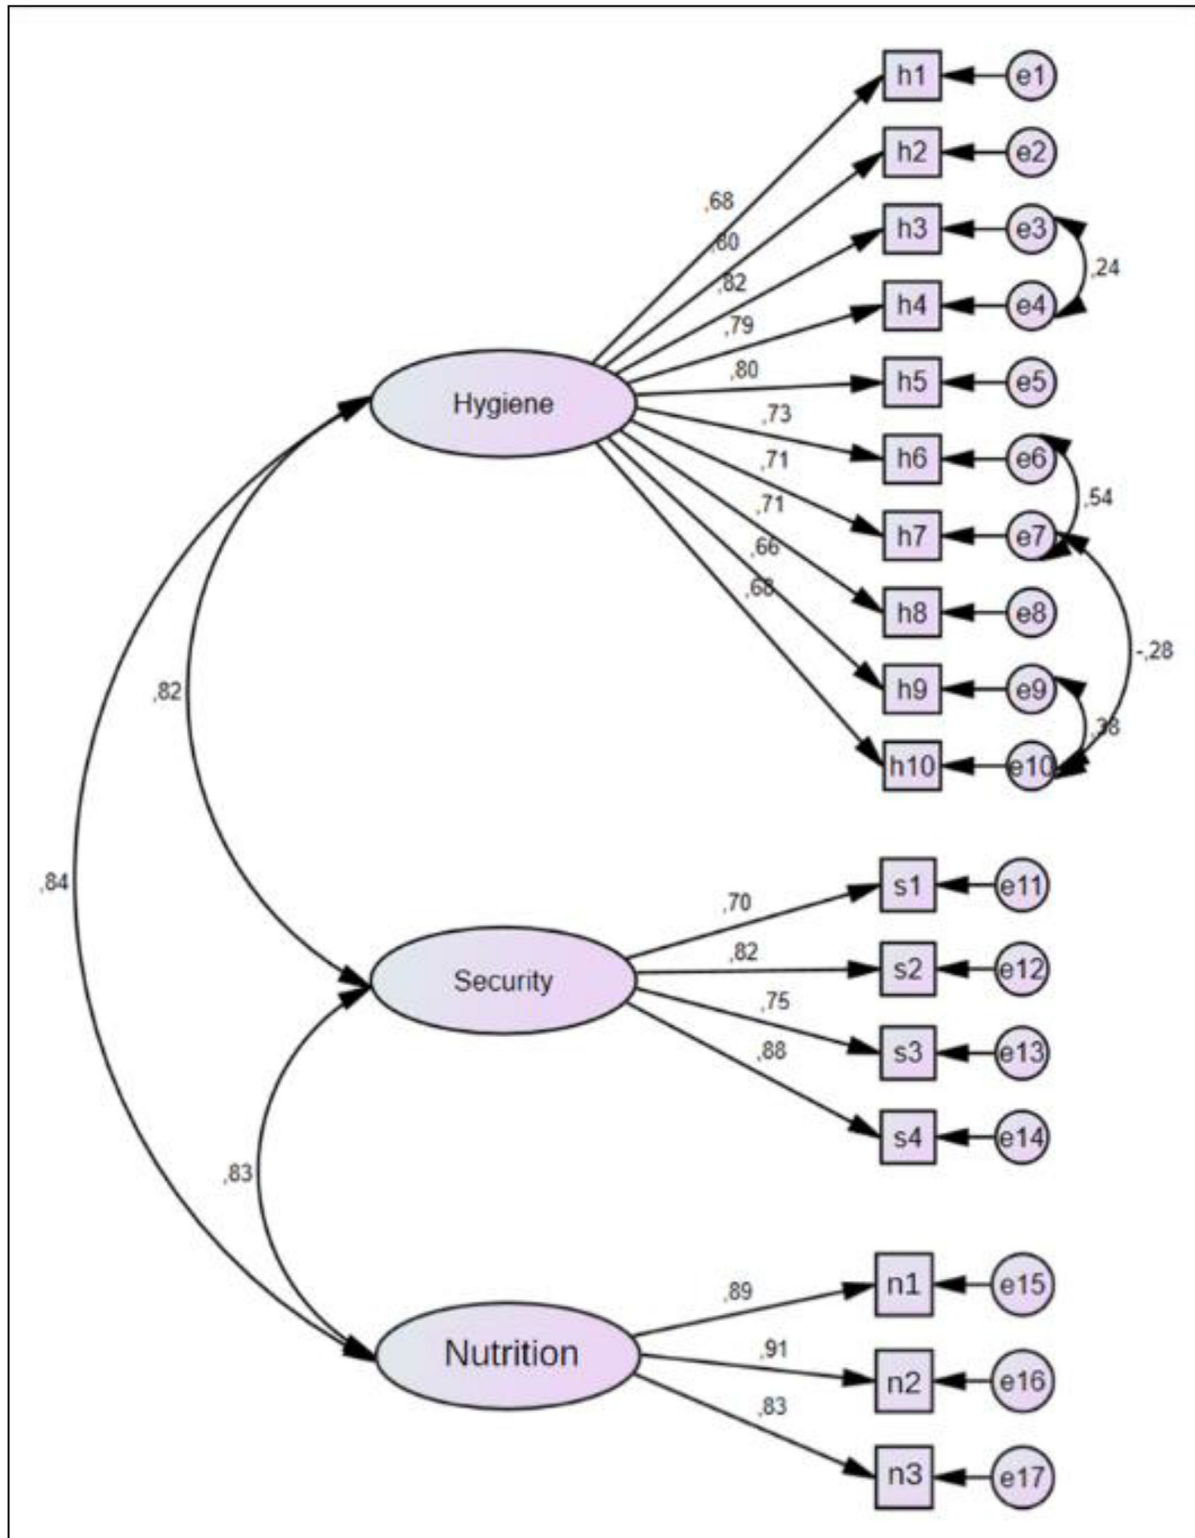 h1 e1
h2 e2
,68
h3 e3
,80
,24
,82
h4 e4
,79
,80
h5 e5
Hygiene
,73
h6 e6
,71
,54
,71
h7 e7
,66
,68
h8 e8
-,28
h9 e9
,82
,38
h10 e10
,84
s1 e11
,70
,82
s2 e12
Security
,75
s3 e13
,88
s4 e14
,83
n1 e15
,89
,91
Nutrition
n2 e16
,83
n3 e17